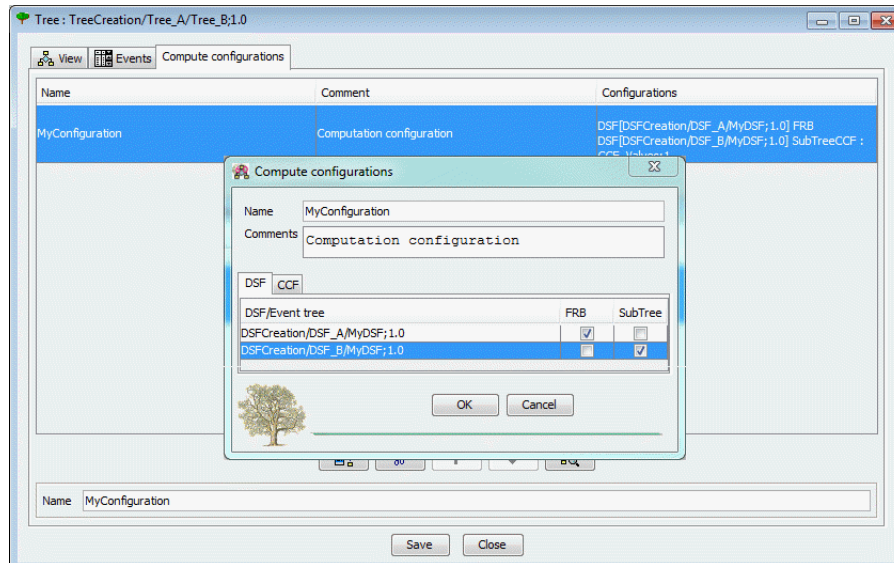 Tree : TreeCreation/Tree_A/Tree_B;1.0
View Events Compute configurations
Name Comment Configurations
MyConfiguration Computation configuration DSF[DSFCreation/DSF_A/MyDSF;1.0] FRB
DSF[DSFCreation/DSF_B/MyDSF;1.0] SubTreeCCF :
CCF_Values;1
Compute configurations
Name MyConfiguration
Comments Computation configuration
DSF CCF
DSF/Event tree FRB SubTree
DSFCreation/DSF_A/MyDSF;1.0
DSFCreation/DSF_B/MyDSF;1.0
OK Cancel
Name MyConfiguration
Save Close